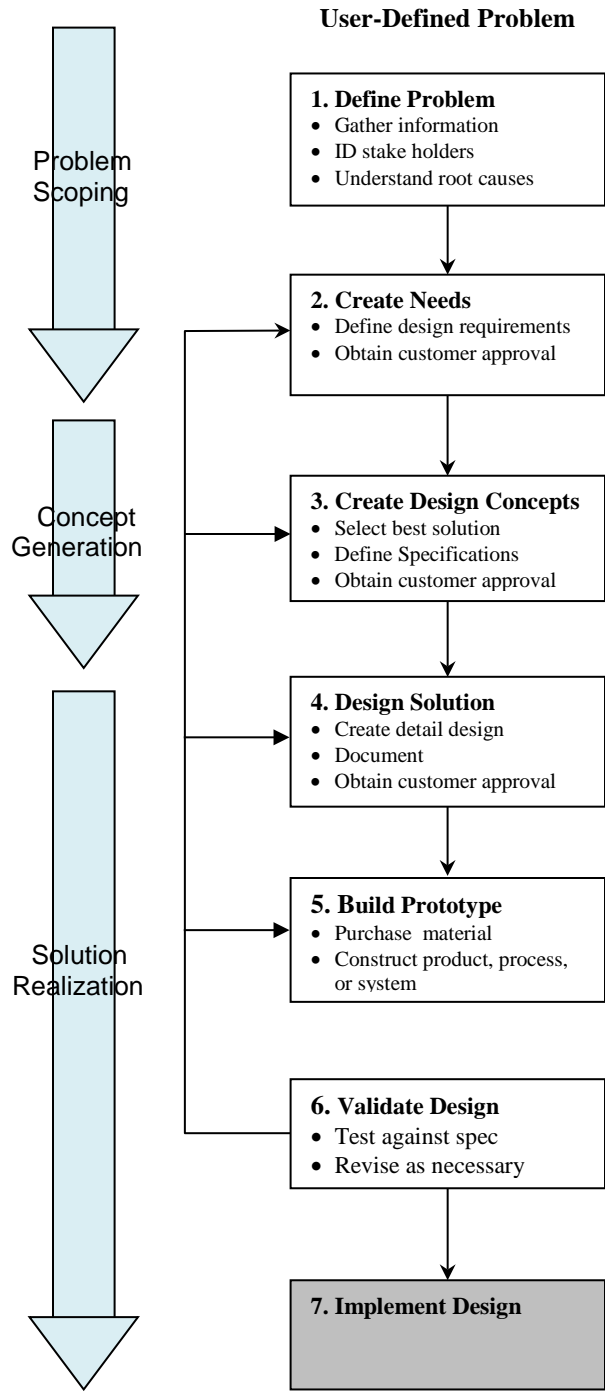 User-Defined Problem
1. Define Problem
• Gather information
• ID stake holders
• Understand root causes
Problem
Scoping
2. Create Needs
• Define design requirements
• Obtain customer approval
3. Create Design Concepts
• Select best solution
• Define Specifications
• Obtain customer approval
Concept
Generation
4. Design Solution
• Create detail design
• Document
• Obtain customer approval
5. Build Prototype
• Purchase material
• Construct product, process,
or system
Solution
Realization
6. Validate Design
• Test against spec
• Revise as necessary
7. Implement Design